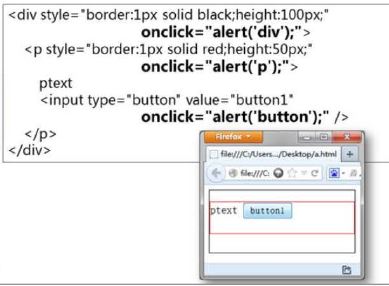 <div style="border:1px solid black;height:100px;"
onclick="alert('div');">
<p style="border:1px solid red;height:50px;"
onclick="alert('p');">
ptext
<input type="button" value="button1"
onclick="alert('button');" />
</p>
</div>
Firefox
file:///C:/Users.../Desktop/a.html +
file:///C:
ptext button1